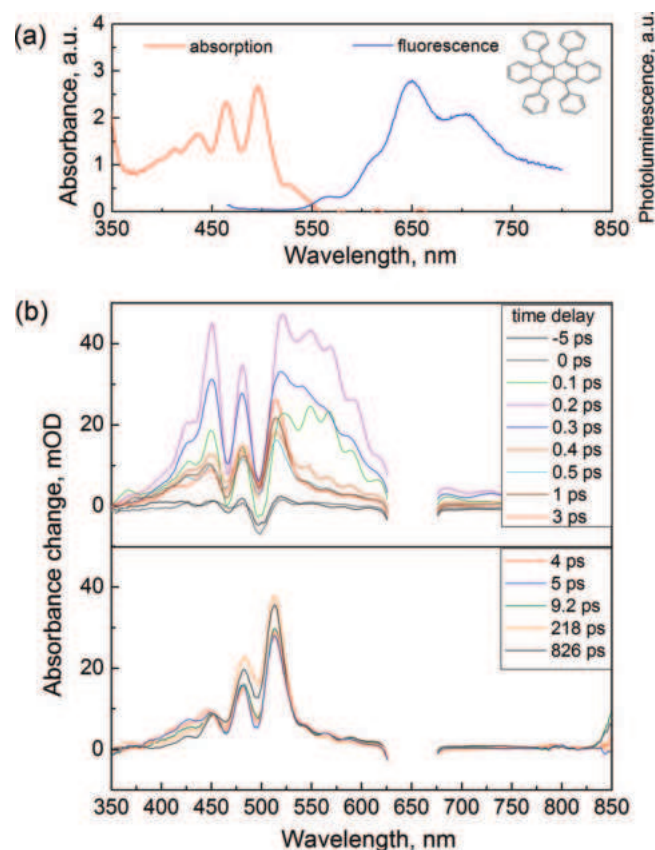 (a)
absorption
fluorescence
Absorbance, a.u.
4
3
2
1
0
Photoluminescence, a.u.
350 450 550 650 750 850
Wavelength, nm
(b)
Absorbance change, mOD
40
20
0
time delay
-5 ps
0 ps
0.1 ps
0.2 ps
0.3 ps
0.4 ps
0.5 ps
1 ps
3 ps
40
20
0
4 ps
5 ps
9.2 ps
218 ps
826 ps
350 400 450 500 550 600 650 700 750 800 850
Wavelength, nm